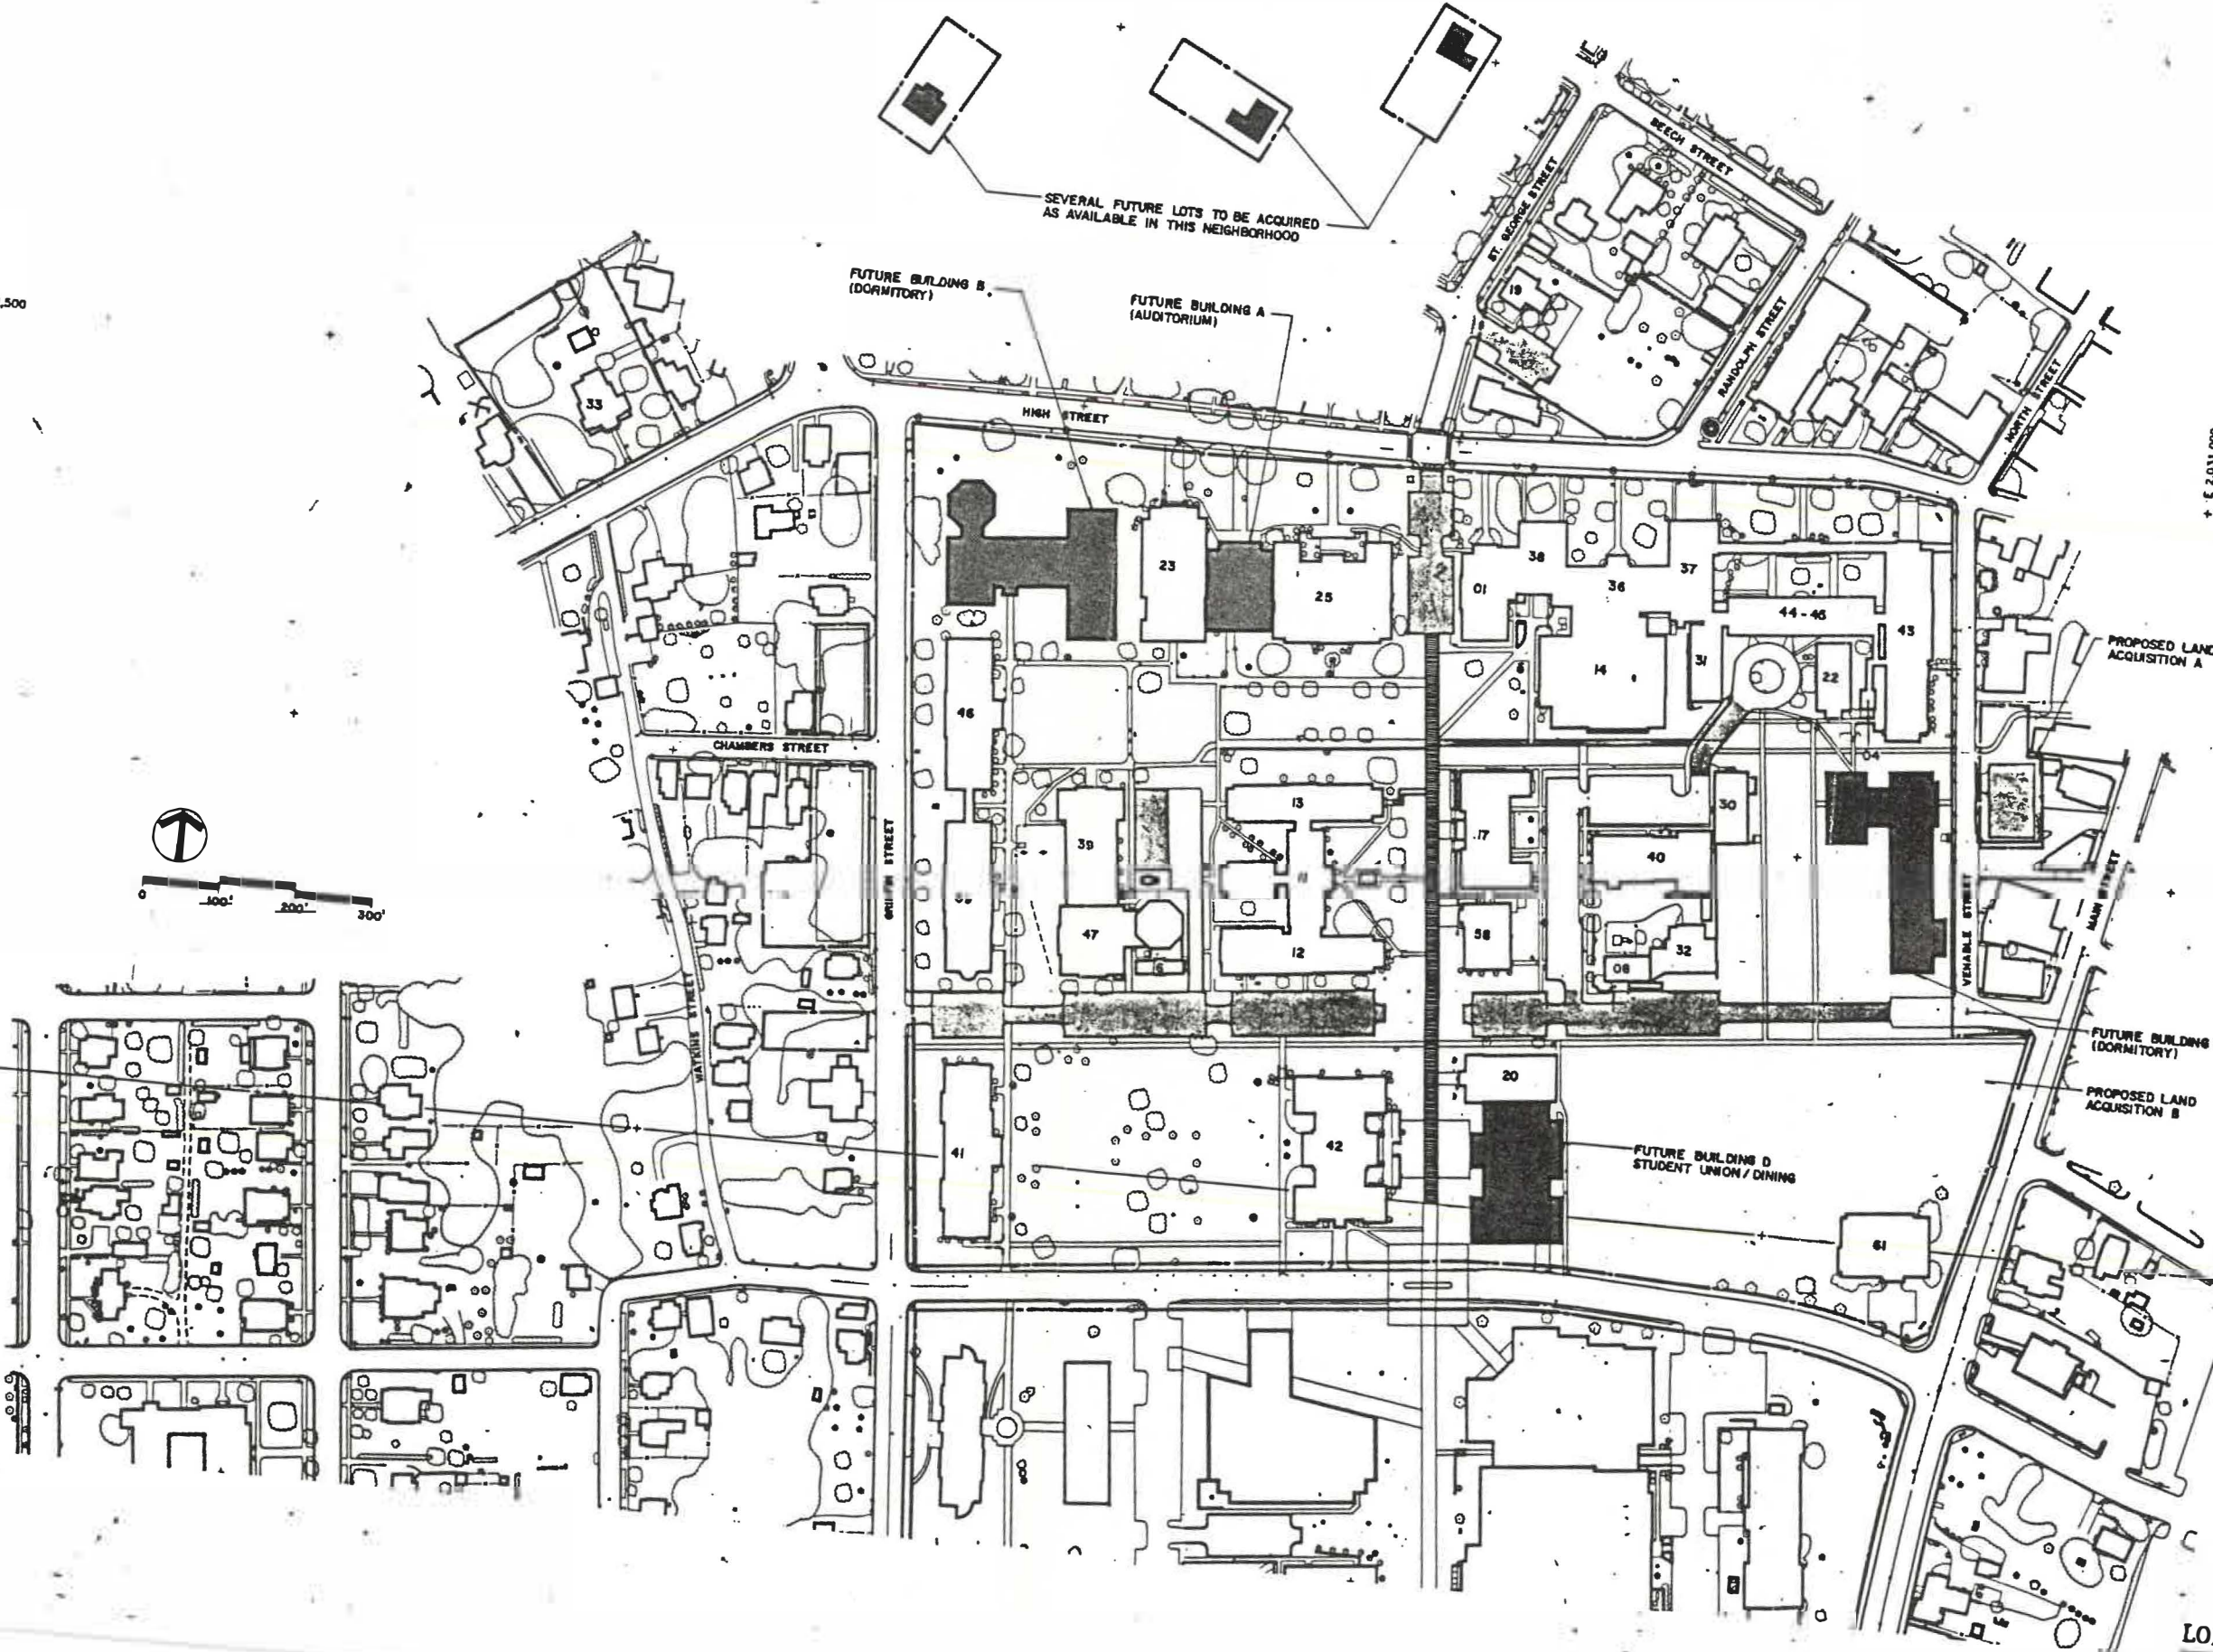 SEVERAL FUTURE LOTS TO BE ACQUIRED
AS AVAILABLE IN THIS NEIGHBORHOOD
BEECH STREET
ST. GEORGE STREET
RANDOLPH STREET
NORTH STREET
19
,500
FUTURE BUILDING B
(DORMITORY)
FUTURE BUILDING A
(AUDITORIUM)
33
HIGH STREET
23
25
01
38
36
37
44-46
43
14
31
22
PROPOSED LAND
ACQUISITION A
46
CHAMBERS STREET
04
13
17
30
39
40
11
GRIFFIN STREET
VENABLE STREET
MAIN STREET
0
100'
200'
300'
47
12
58
32
08
WATKINS STREET
FUTURE BUILDING
(DORMITORY)
PROPOSED LAND
ACQUISITION B
20
41
42
FUTURE BUILDING D
STUDENT UNION/DINING
61
LO